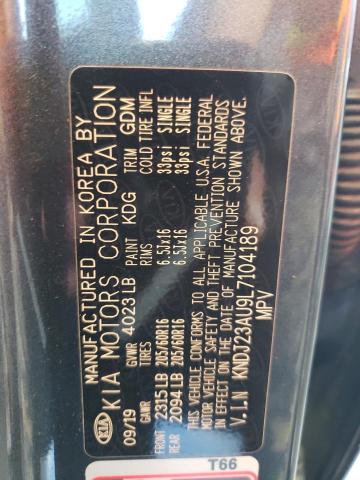 MANUFACTURED IN KOREA BY
KIA MOTORS CORPORATION
KIA
09/19 GVWR 4023 LB PAINT KDG TRIM GDM
GAWR TIRES RIMS COLD TIRE INFL
FRONT 2315 LB 205/60R16 6.5Jx16 33psi SINGLE
REAR 2094 LB 205/60R16 6.5Jx16 33psi SINGLE
THIS VEHICLE CONFORMS TO ALL APPLICABLE U.S.A. FEDERAL
MOTOR VEHICLE SAFETY AND THEFT PREVENTION STANDARDS
IN EFFECT ON THE DATE OF MANUFACTURE SHOWN ABOVE.
V.I.N KNDJ23AU9L7104189
MPV
T66